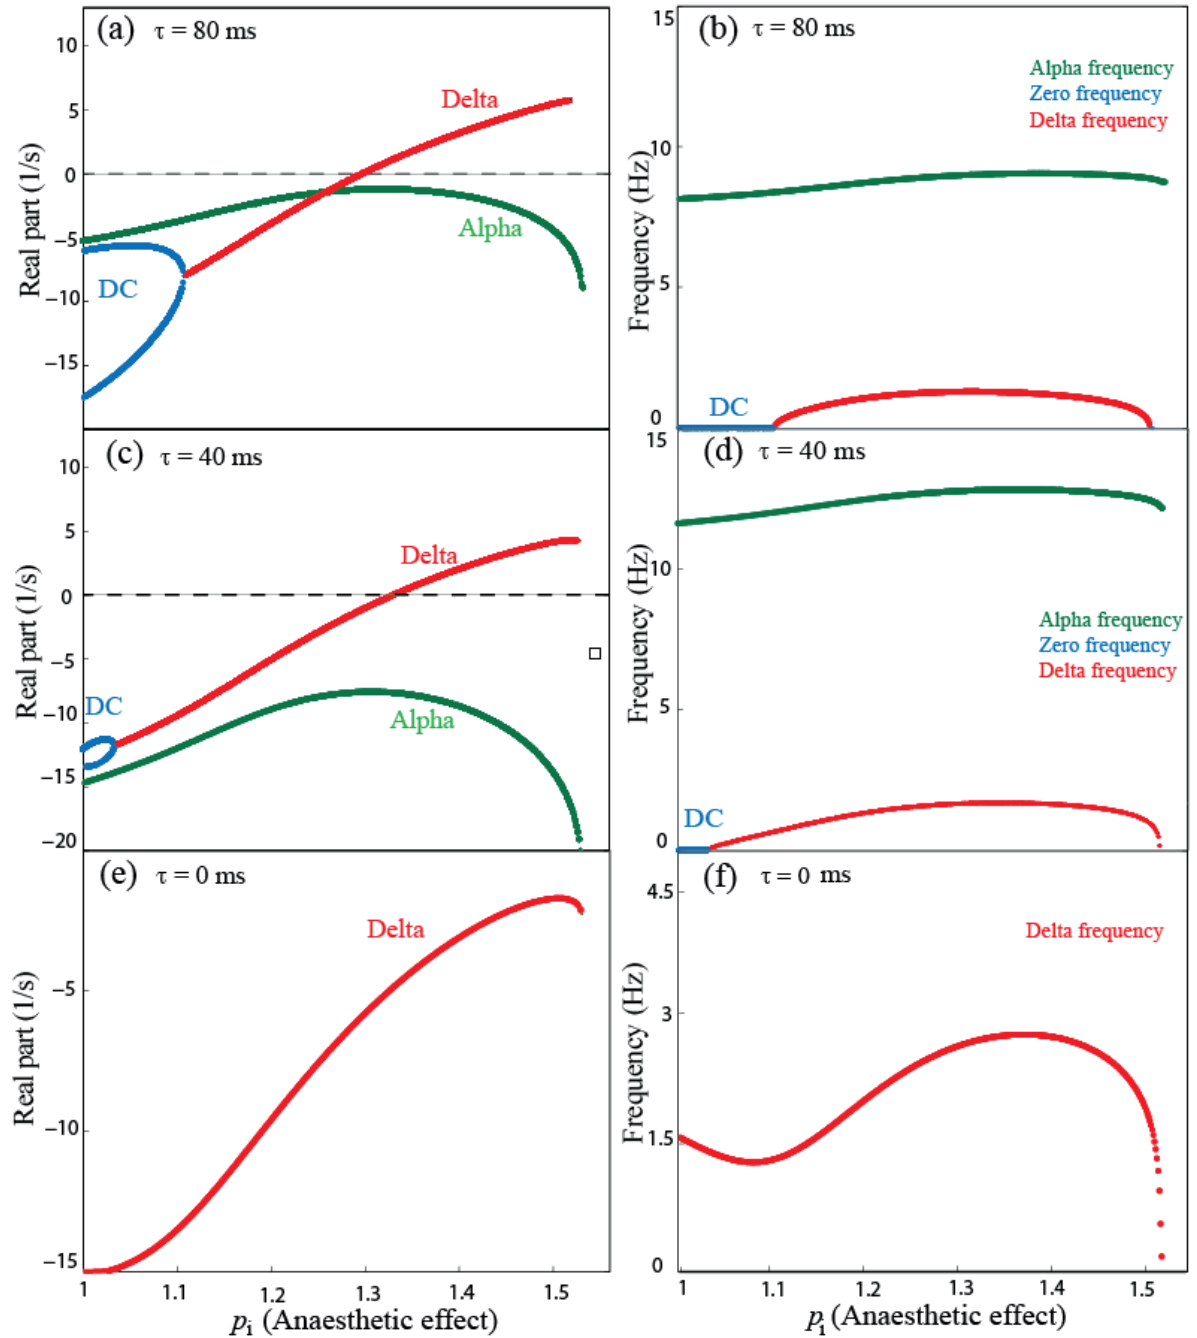 (a) τ = 80 ms
10
5
0
−5
−10
−15
Real part (1/s)
Delta
Alpha
DC
(b) τ = 80 ms
15
10
5
0
Frequency (Hz)
Alpha frequency
Zero frequency
Delta frequency
DC
(c) τ = 40 ms
10
5
0
−5
−10
−15
−20
Real part (1/s)
Delta
DC
Alpha
(d) τ = 40 ms
15
10
5
0
Frequency (Hz)
Alpha frequency
Zero frequency
Delta frequency
DC
(e) τ = 0 ms
−5
−10
−15
Real part (1/s)
Delta
1 1.1 1.2 1.3 1.4 1.5
pi (Anaesthetic effect)
(f) τ = 0 ms
4.5
3
1.5
0
Frequency (Hz)
Delta frequency
1 1.1 1.2 1.3 1.4 1.5
pi (Anaesthetic effect)